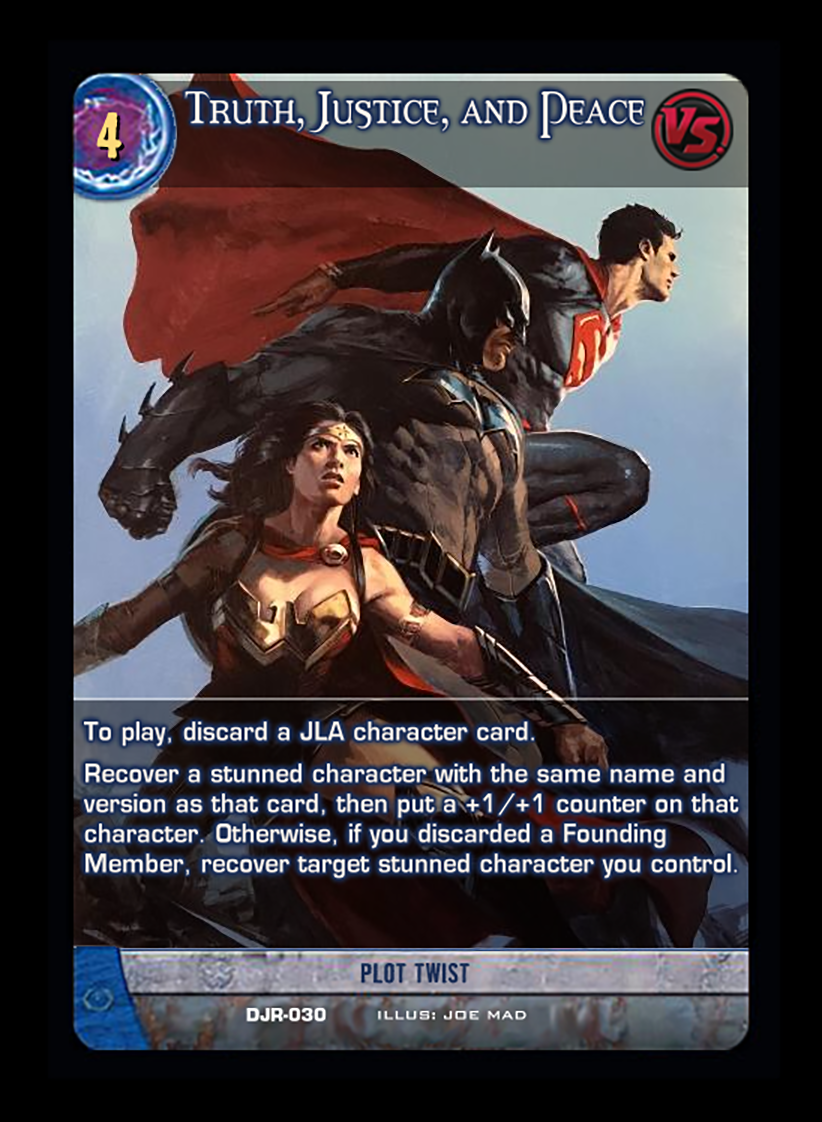 4
Truth, Justice, and Peace
VS.
To play, discard a JLA character card.
Recover a stunned character with the same name and
version as that card, then put a +1/+1 counter on that
character. Otherwise, if you discarded a Founding
Member, recover target stunned character you control.
PLOT TWIST
DJR-030 ILLUS: JOE MAD